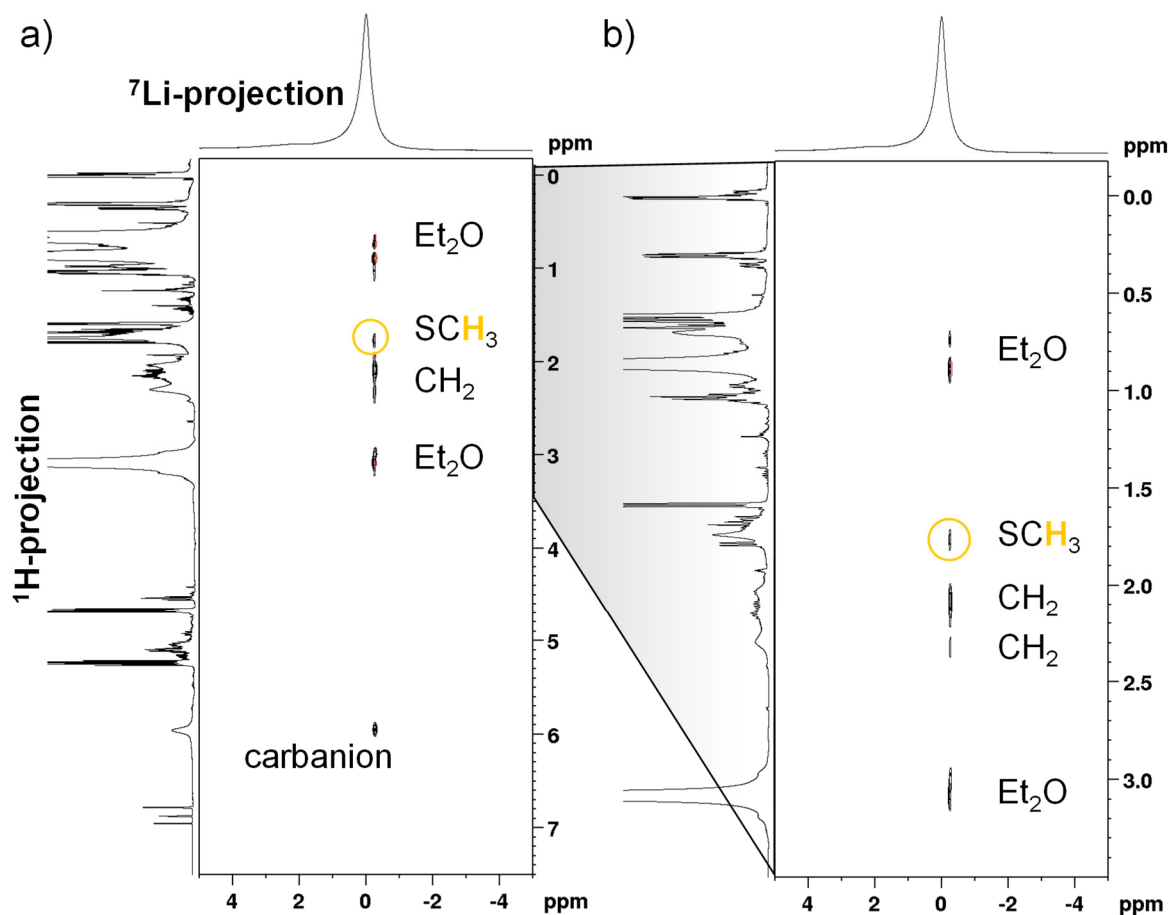 a)
⁷Li-projection
ppm
¹H-projection
0
1
2
3
4
5
6
7
Et₂O
SCH₃
CH₂
Et₂O
carbanion
4 2 0 -2 -4 ppm
b)
ppm
0.0
0.5
1.0
1.5
2.0
2.5
3.0
Et₂O
SCH₃
CH₂
CH₂
Et₂O
4 2 0 -2 -4 ppm